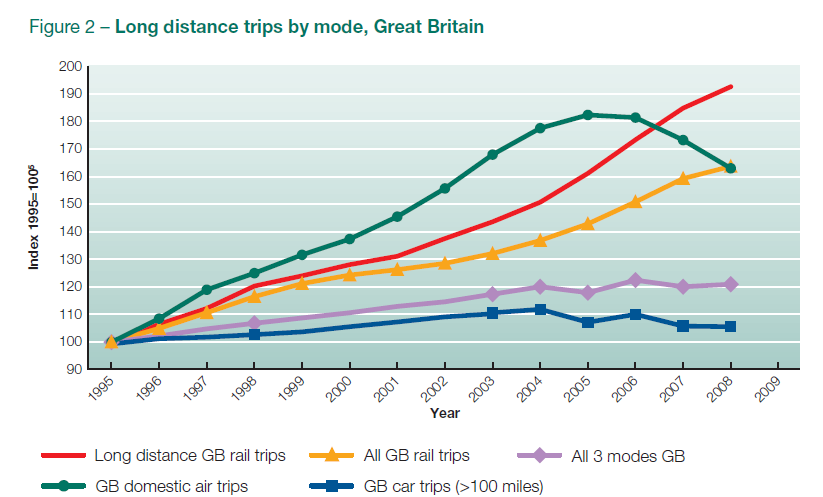 Figure 2 – Long distance trips by mode, Great Britain
200
190
180
170
160
150
140
130
120
110
100
90
Index 1995=100⁶
1995 1996 1997 1998 1999 2000 2001 2002 2003 2004 2005 2006 2007 2008 2009
Year
Long distance GB rail trips All GB rail trips All 3 modes GB
GB domestic air trips GB car trips (>100 miles)